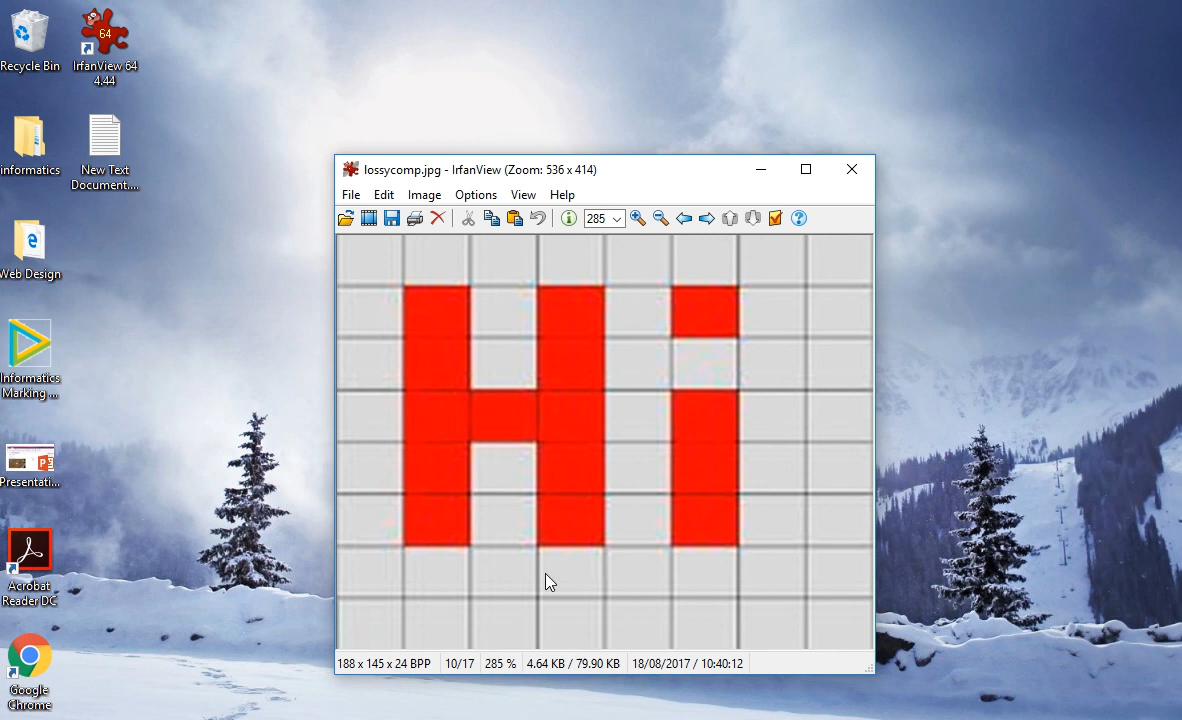 Recycle Bin
64
IrfanView 64
4.44
informatics
New Text
Document....
Web Design
Informatics
Marking ...
Presentati...
Acrobat
Reader DC
Google
Chrome
lossycomp.jpg - IrfanView (Zoom: 536 x 414)
File Edit Image Options View Help
285
Hi
188 x 145 x 24 BPP 10/17 285 % 4.64 KB / 79.90 KB 18/08/2017 / 10:40:12